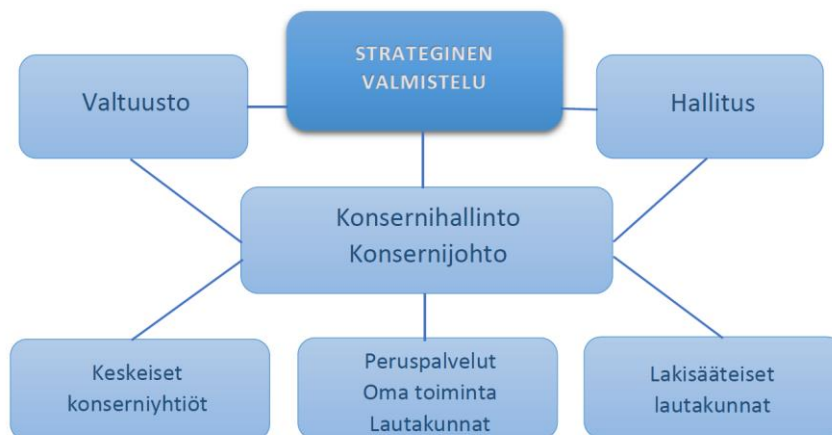 STRATEGINEN
VALMISTELU
Valtuusto
Hallitus
Konsernihallinto
Konsernijohto
Keskeiset
konserniyhtiöt
Peruspalvelut
Oma toiminta
Lautakunnat
Lakisääteiset
lautakunnat